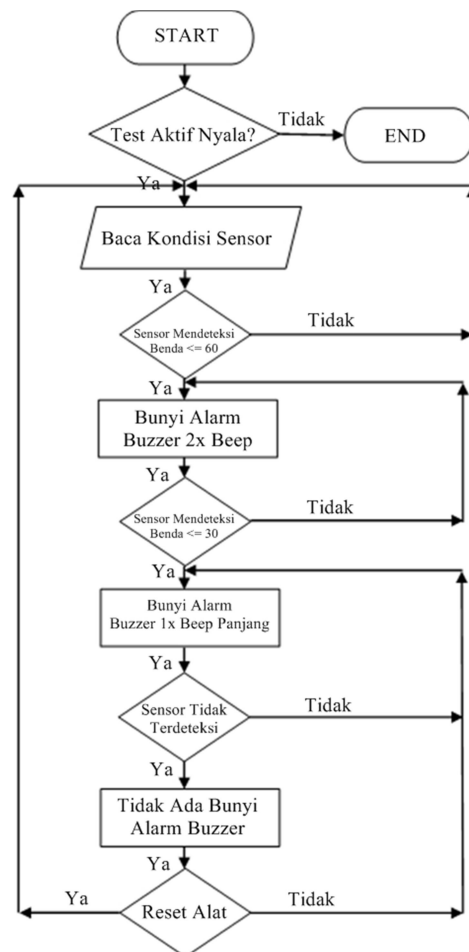 START
Test Aktif Nyala?
Tidak
END
Ya
Baca Kondisi Sensor
Ya
Sensor Mendeteksi
Benda <= 60
Tidak
Ya
Bunyi Alarm
Buzzer 2x Beep
Ya
Sensor Mendeteksi
Benda <= 30
Tidak
Ya
Bunyi Alarm
Buzzer 1x Beep Panjang
Ya
Sensor Tidak
Terdeteksi
Tidak
Ya
Tidak Ada Bunyi
Alarm Buzzer
Ya
Ya
Reset Alat
Tidak